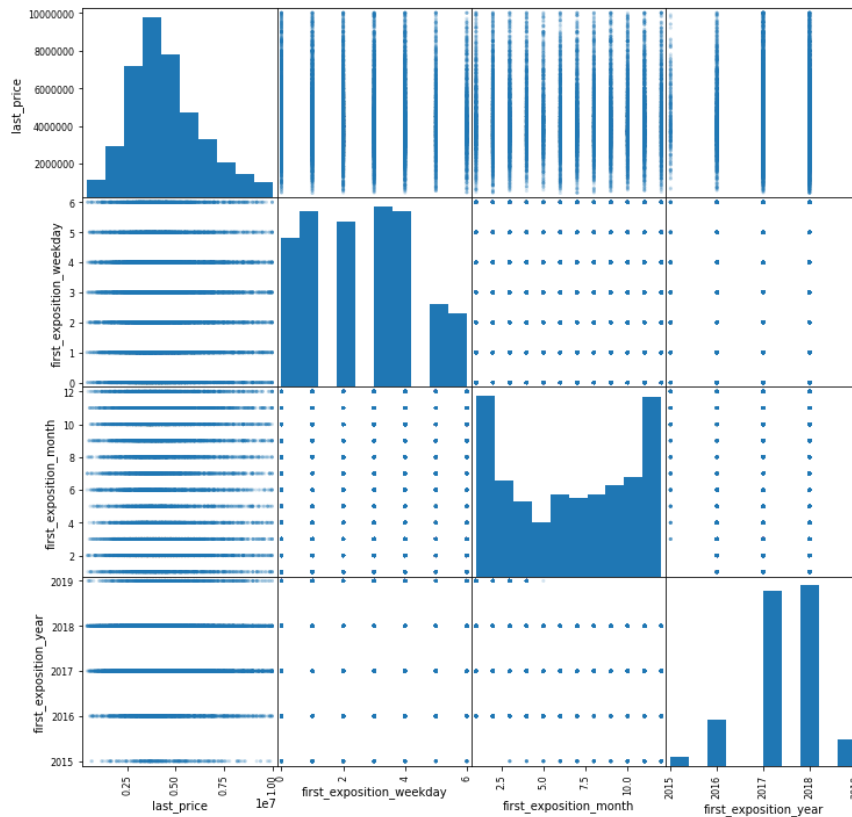 10000000
8000000
6000000
4000000
2000000
last_price
6
5
4
3
2
1
0
first_exposition_weekday
12
10
8
6
4
2
first_exposition_month
2019
2018
2017
2016
2015
first_exposition_year
0.25 0.50 0.75 1.00
1e7
last_price
0 2 4 6
first_exposition_weekday
2.5 5.0 7.5 10.0
first_exposition_month
2015 2016 2017 2018
first_exposition_year